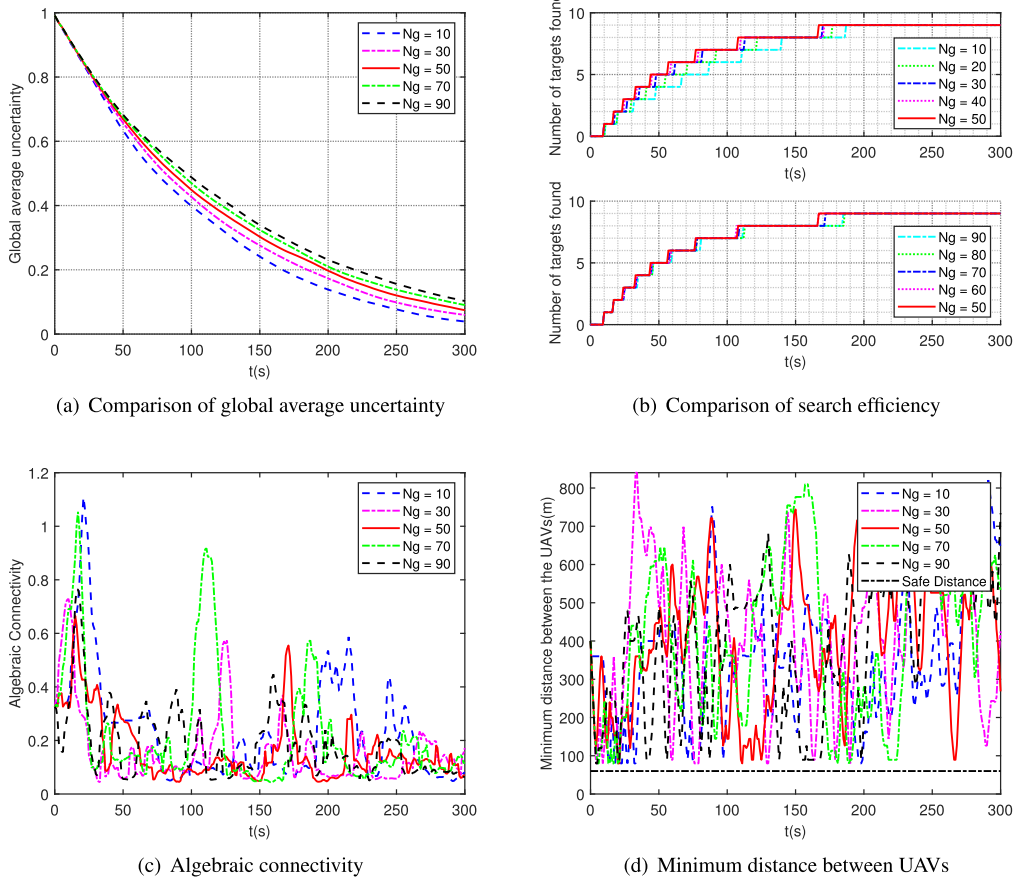 Global average uncertainty
1
0.8
0.6
0.4
0.2
0
0 50 100 150 200 250 300
t(s)
Ng = 10
Ng = 30
Ng = 50
Ng = 70
Ng = 90
(a) Comparison of global average uncertainty
Number of targets found
10
5
0
0 50 100 150 200 250 300
t(s)
Ng = 10
Ng = 20
Ng = 30
Ng = 40
Ng = 50
Number of targets found
10
5
0
0 50 100 150 200 250 300
t(s)
Ng = 90
Ng = 80
Ng = 70
Ng = 60
Ng = 50
(b) Comparison of search efficiency
Algebraic Connectivity
1.2
1
0.8
0.6
0.4
0.2
0
0 50 100 150 200 250 300
t(s)
Ng = 10
Ng = 30
Ng = 50
Ng = 70
Ng = 90
(c) Algebraic connectivity
Minimum distance between the UAVs(m)
800
700
600
500
400
300
200
100
0
0 50 100 150 200 250 300
t(s)
Ng = 10
Ng = 30
Ng = 50
Ng = 70
Ng = 90
Safe Distance
(d) Minimum distance between UAVs